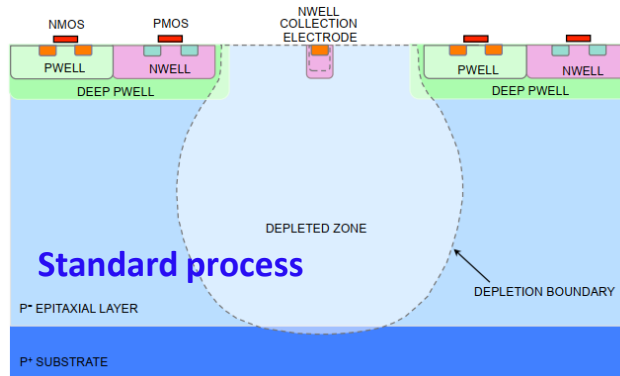 NWELL
COLLECTION
ELECTRODE
NMOS
PMOS
PWELL
NWELL
PWELL
NWELL
DEEP PWELL
DEEP PWELL
DEPLETED ZONE
Standard process
DEPLETION BOUNDARY
P⁻ EPITAXIAL LAYER
P⁺ SUBSTRATE